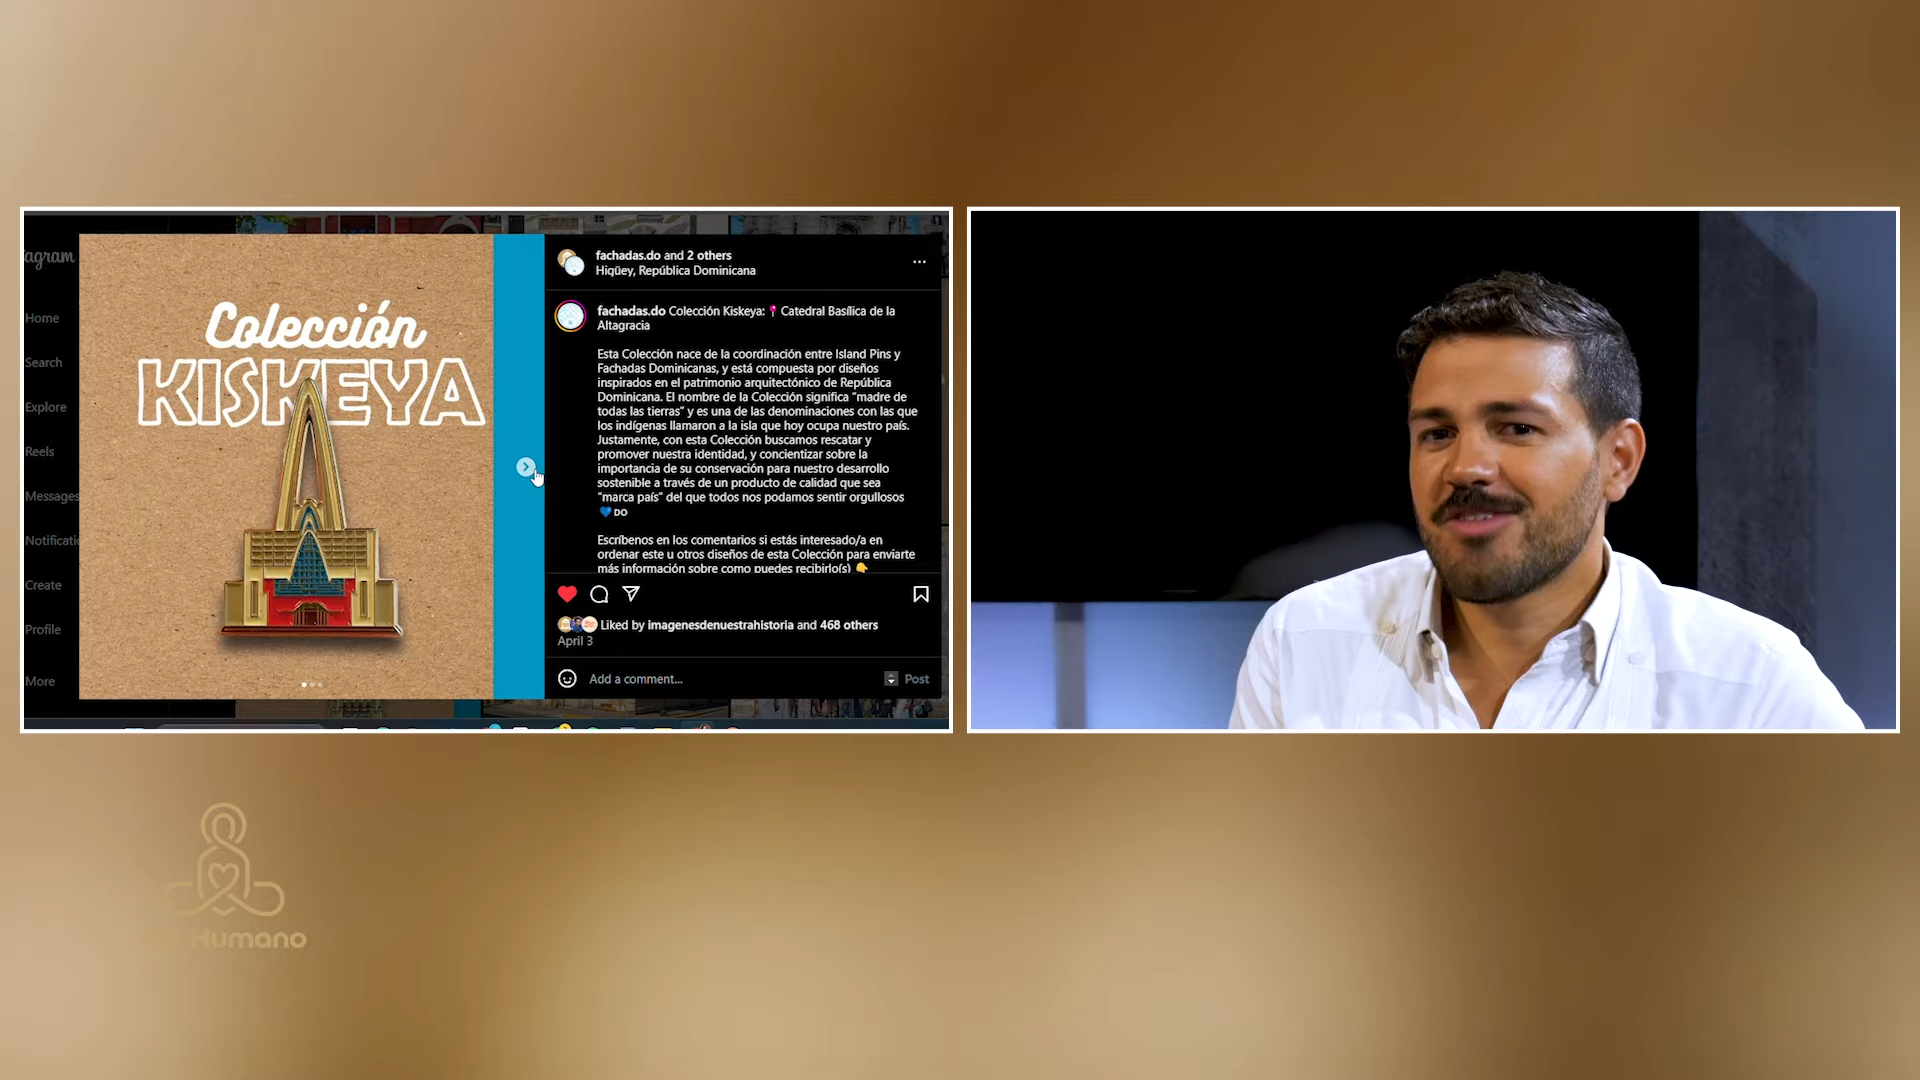 agram
Home
Search
Explore
Reels
Messages
Notificati
Create
Profile
More
Colección
KISKEYA
fachadas.do and 2 others
Higüey, República Dominicana
fachadas.do Colección Kiskeya: 📍 Catedral Basílica de la
Altagracia
Esta Colección nace de la coordinación entre Island Pins y
Fachadas Dominicanas, y está compuesta por diseños
inspirados en el patrimonio arquitectónico de República
Dominicana. El nombre de la Colección significa "madre de
todas las tierras" y es una de las denominaciones con las que
los indígenas llamaron a la isla que hoy ocupa nuestro país.
Justamente, con esta Colección buscamos rescatar y
promover nuestra identidad, y concientizar sobre la
importancia de su conservación para nuestro desarrollo
sostenible a través de un producto de calidad que sea
"marca país" del que todos nos podamos sentir orgullosos
💙DO
Escríbenos en los comentarios si estás interesado/a en
ordenar este u otros diseños de esta Colección para enviarte
más información sobre como puedes recibirlo(s) 👇
Liked by imagenesdenuestrahistoria and 468 others
April 3
Add a comment...
Post
Humano